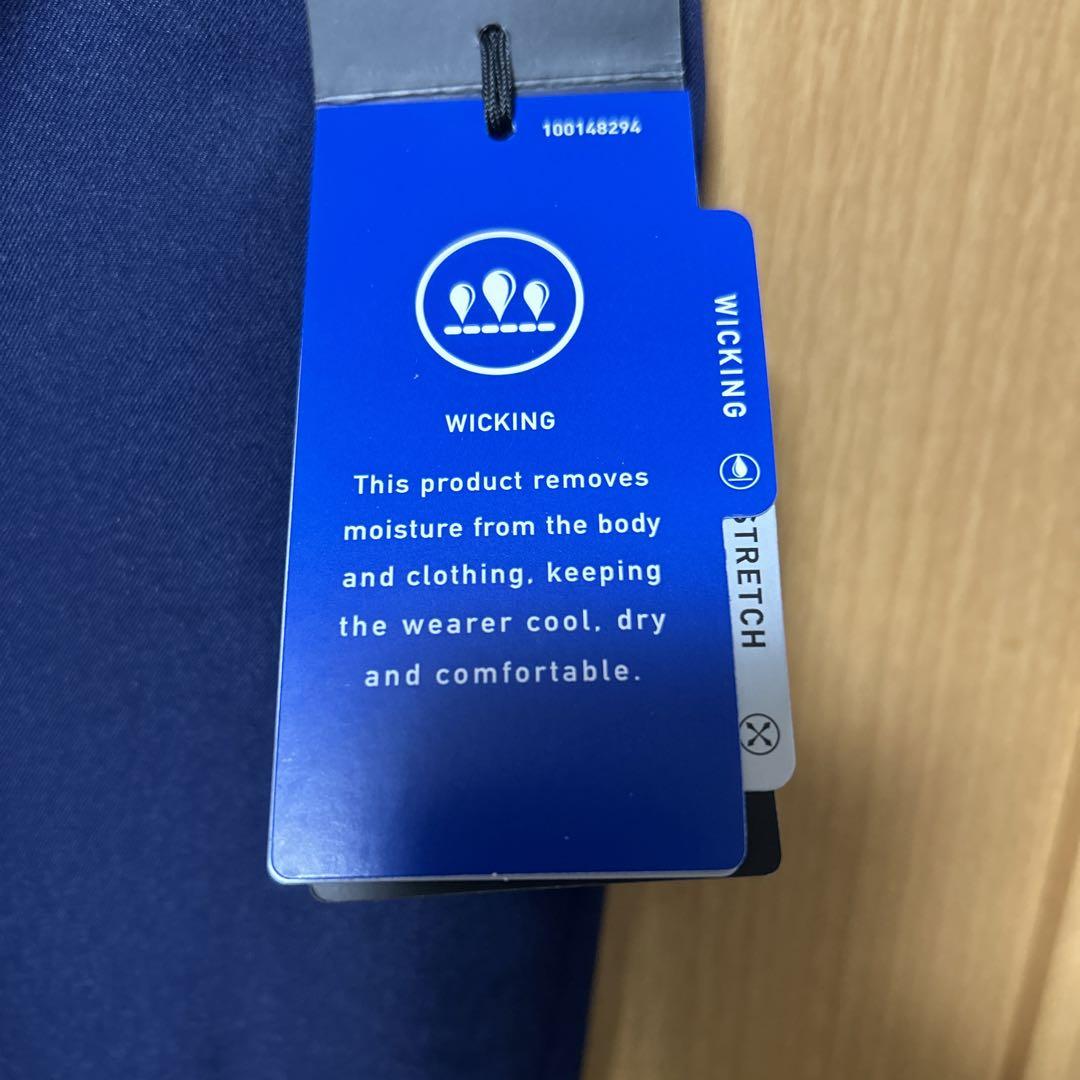 100148294
WICKING
This product removes
moisture from the body
and clothing, keeping
the wearer cool, dry
and comfortable.
WICKING
STRETCH